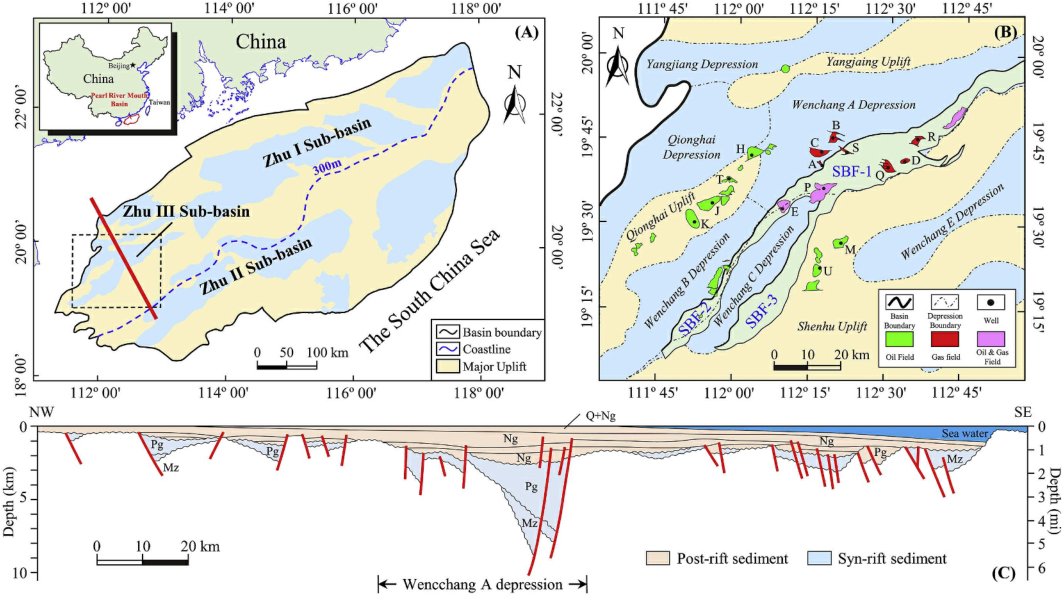 112° 00'
114° 00'
116° 00'
118° 00'
(A)
China
Beijing
China
Pearl River Mouth
Basin
Taiwan
N
22° 00'
22° 00'
Zhu I Sub-basin
300m
Zhu III Sub-basin
20° 00'
20° 00'
Zhu II Sub-basin
The South China Sea
Basin boundary
Coastline
Major Uplift
0 50 100 km
18° 00'
112° 00'
114° 00'
116° 00'
118° 00'
111° 45'
112° 00'
112° 15'
112° 30'
112° 45'
(B)
N
20° 00'
20° 00'
Yangjiang Depression
Yangjaing Uplift
Wenchang A Depression
19° 45'
19° 45'
Qionghai
Depression
B
C
S
R
H
A
Q
D
SBF-1
T
P
J
E
K
Qionghai Uplift
19° 30'
19° 30'
Wenchang B Depression
Wenchang C Depression
Wenchang E Depression
M
U
SBF-2
SBF-3
19° 15'
19° 15'
Shenhu Uplift
Basin
Boundary
Depression
Boundary
Well
Oil Field
Gas field
Oil & Gas
Field
0 10 20 km
111° 45'
112° 00'
112° 15'
112° 30'
112° 45'
NW
SE
Q+Ng
0
0
Sea water
Pg
Mz
Pg
Ng
Ng
Ng
Pg
Mz
Pg
Mz
1
2
3
4
5
6
5
10
Depth (km)
Depth (mi)
0 10 20 km
Post-rift sediment
Syn-rift sediment
(C)
Wencchang A depression